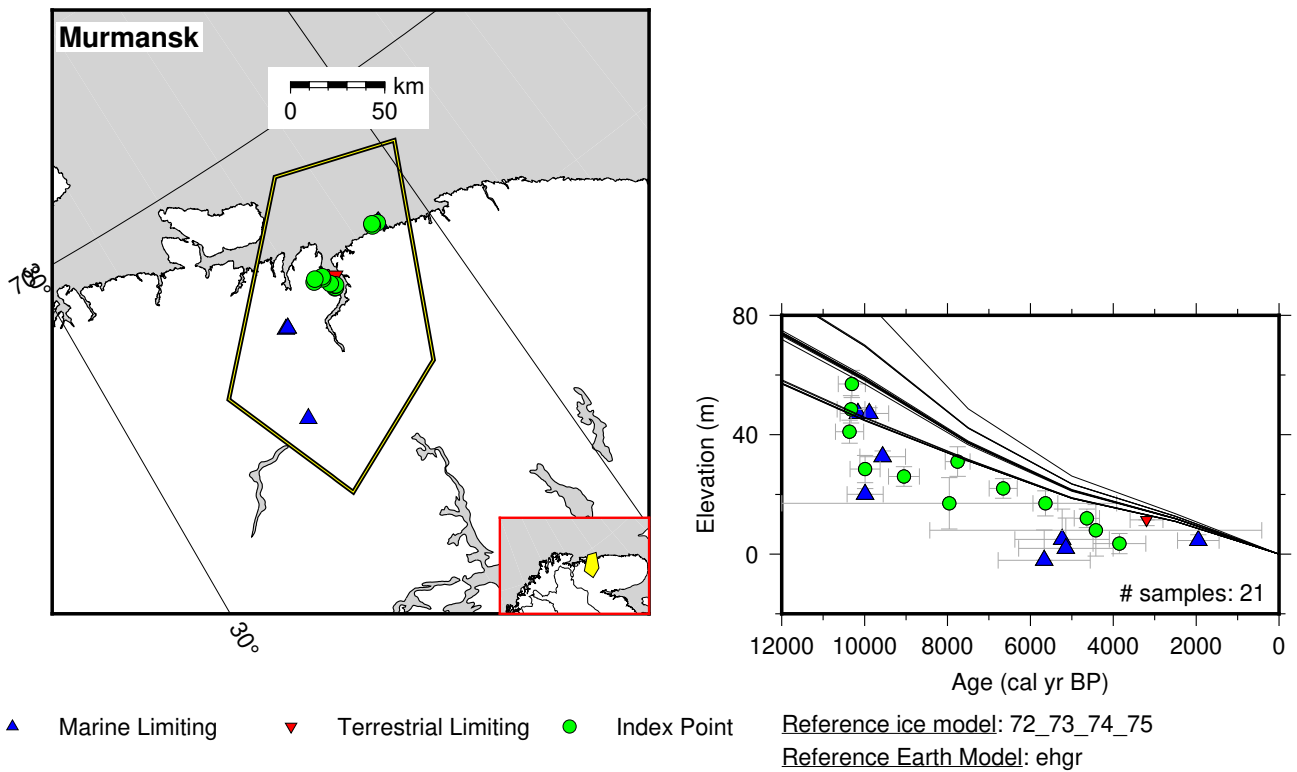 Murmansk
km
0 50
70°
30°
30°
80
40
0
Elevation (m)
# samples: 21
12000 10000 8000 6000 4000 2000 0
Age (cal yr BP)
Marine Limiting
Terrestrial Limiting
Index Point
Reference ice model: 72_73_74_75
Reference Earth Model: ehgr